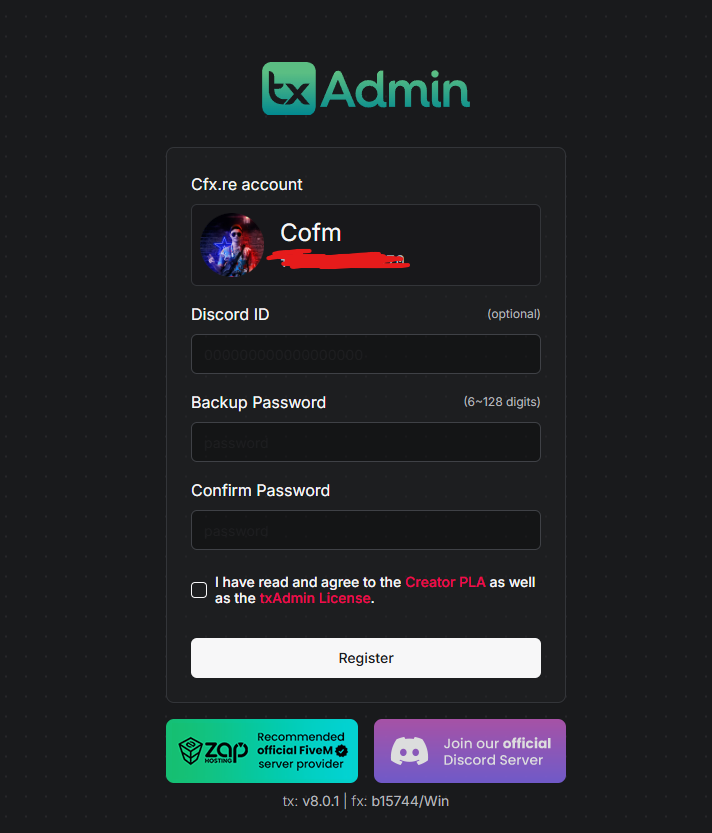 tx Admin
Cfx.re account
Cofm
Discord ID
(optional)
000000000000000000
Backup Password
(6~128 digits)
password
Confirm Password
password
I have read and agree to the Creator PLA as well
as the txAdmin License.
Register
ZAP
HOSTING
Recommended
official FiveM
server provider
Join our official
Discord Server
tx: v8.0.1 | fx: b15744/Win